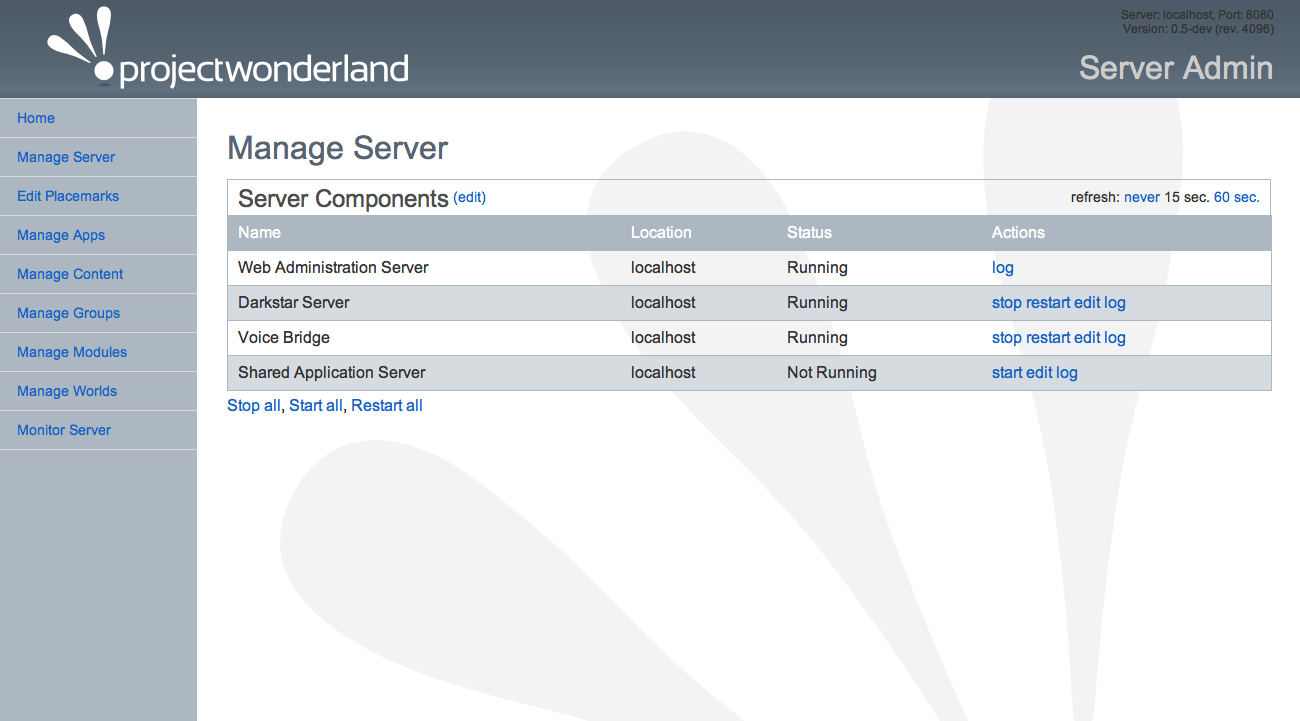 projectwonderland
Server: localhost, Port: 8080
Version: 0.5-dev (rev. 4096)
Server Admin
Home
Manage Server
Edit Placemarks
Manage Apps
Manage Content
Manage Groups
Manage Modules
Manage Worlds
Monitor Server
Manage Server
Server Components (edit) refresh: never 15 sec. 60 sec.
Name Location Status Actions
Web Administration Server localhost Running log
Darkstar Server localhost Running stop restart edit log
Voice Bridge localhost Running stop restart edit log
Shared Application Server localhost Not Running start edit log
Stop all, Start all, Restart all